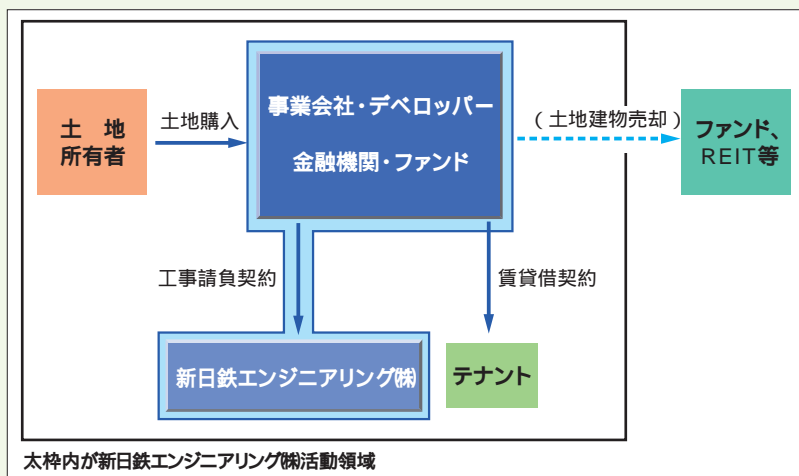 土　地
所有者
土地購入
事業会社・デベロッパー
金融機関・ファンド
(土地建物売却)
ファンド、
REIT等
工事請負契約
賃貸借契約
新日鉄エンジニアリング㈱
テナント
太枠内が新日鉄エンジニアリング㈱活動領域